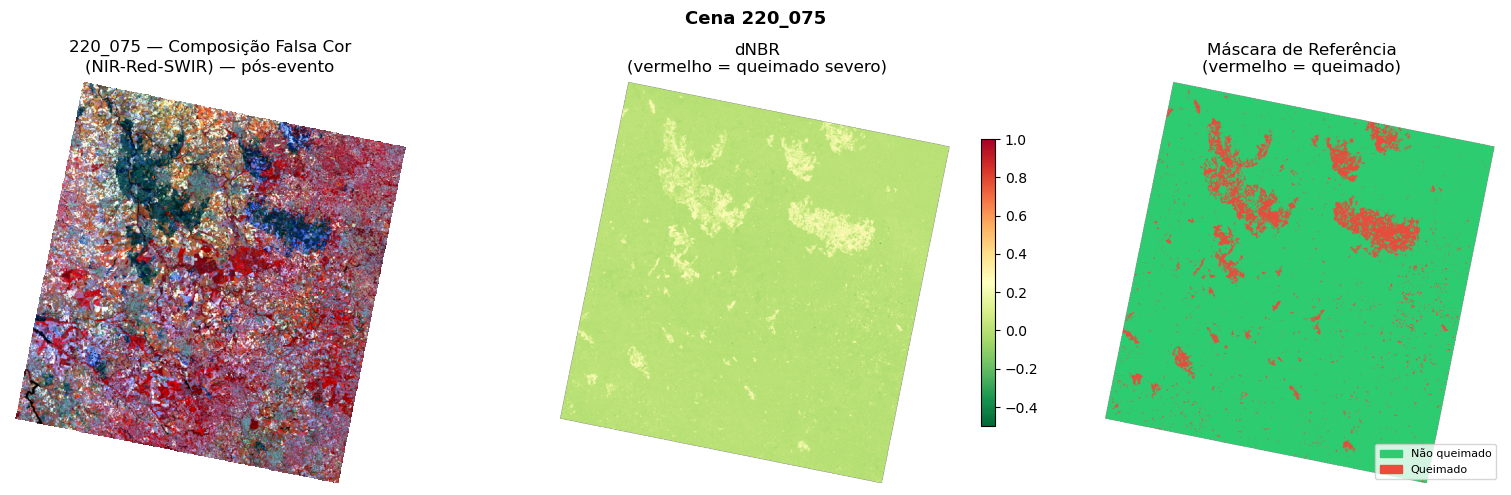 Cena 220_075
220_075 — Composição Falsa Cor
(NIR-Red-SWIR) — pós-evento
dNBR
(vermelho = queimado severo)
1.0
0.8
0.6
0.4
0.2
0.0
−0.2
−0.4
Máscara de Referência
(vermelho = queimado)
Não queimado
Queimado